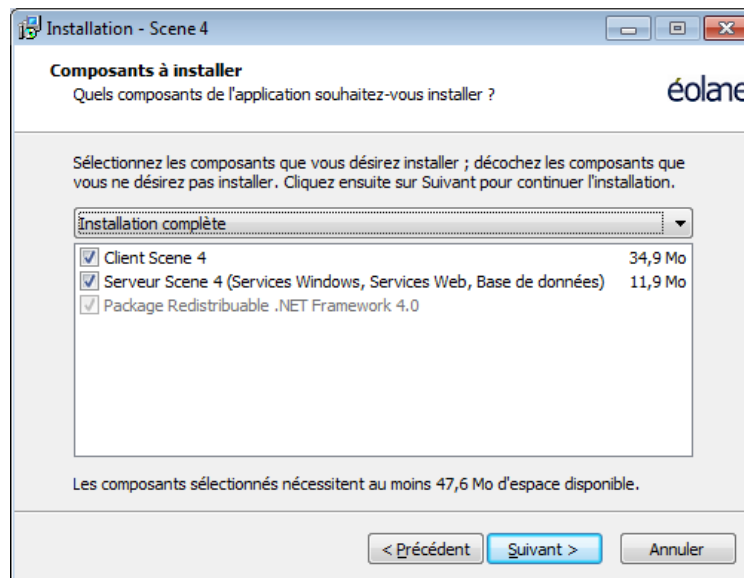 Installation - Scene 4
Composants à installer
Quels composants de l'application souhaitez-vous installer ?
éolane
Sélectionnez les composants que vous désirez installer ; décochez les composants que
vous ne désirez pas installer. Cliquez ensuite sur Suivant pour continuer l'installation.
Installation complète
Client Scene 4 34,9 Mo
Serveur Scene 4 (Services Windows, Services Web, Base de données) 11,9 Mo
Package Redistribuable .NET Framework 4.0
Les composants sélectionnés nécessitent au moins 47,6 Mo d'espace disponible.
< Précédent Suivant > Annuler